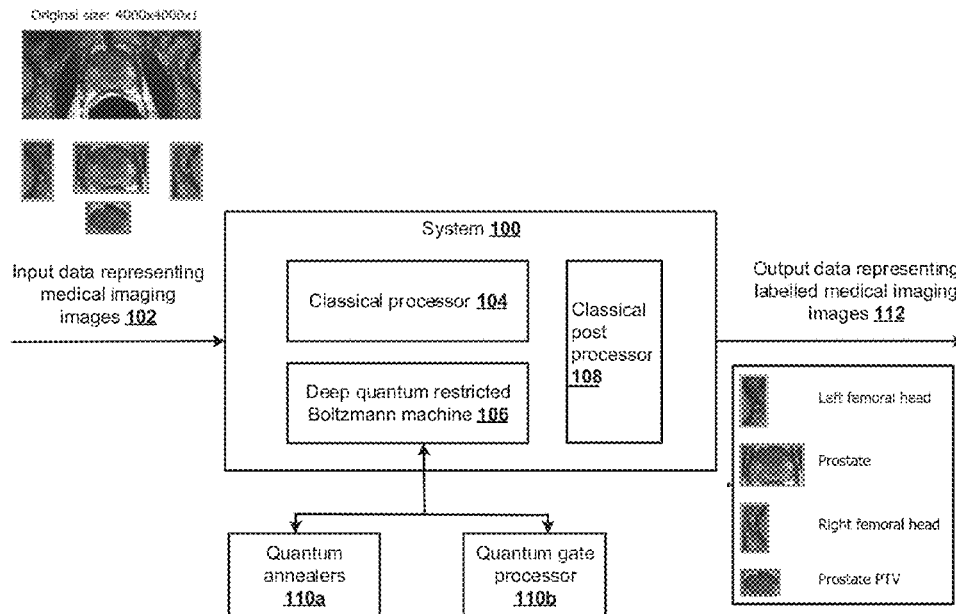 Original size: 4000x4000x1
System 100
Input data representing
medical imaging
images 102
Classical processor 104
Deep quantum restricted
Boltzmann machine 106
Classical
post
processor
108
Output data representing
labelled medical imaging
images 112
Left femoral head
Prostate
Right femoral head
Prostate PTV
Quantum
annealers
110a
Quantum gate
processor
110b